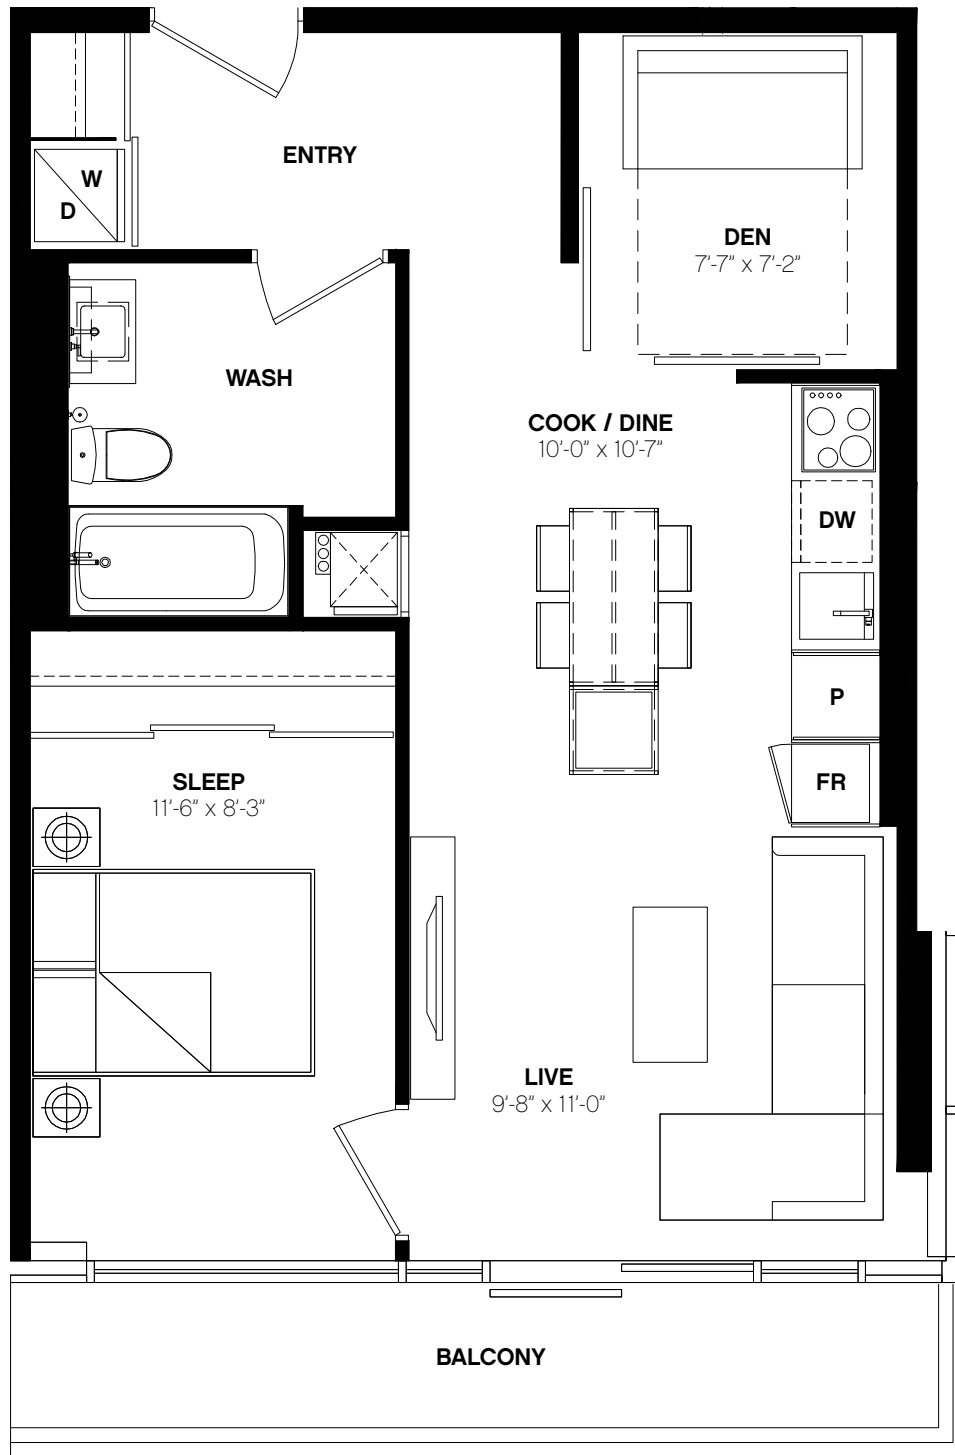 ENTRY
W
D
DEN
7'-7" x 7'-2"
WASH
COOK / DINE
10'-0" x 10'-7"
DW
P
FR
SLEEP
11'-6" x 8'-3"
LIVE
9'-8" x 11'-0"
BALCONY